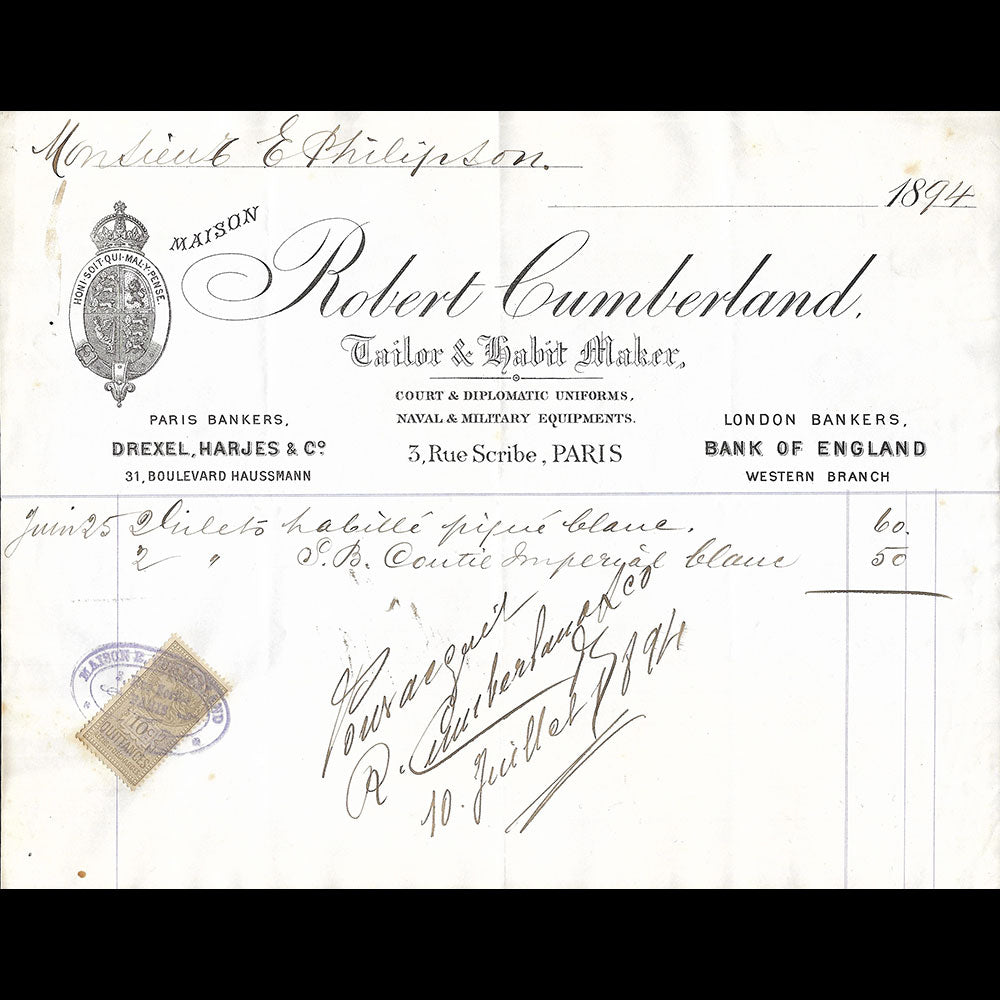 Monsieur E Philipson.
1894
HONI·SOIT·QUI·MAL·Y·PENSE.
MAISON
Robert Cumberland.
Tailor & Habit Maker,
COURT & DIPLOMATIC UNIFORMS,
NAVAL & MILITARY EQUIPMENTS.
3, Rue Scribe, PARIS
PARIS BANKERS,
DREXEL, HARJES & Cº
31, BOULEVARD HAUSSMANN
LONDON BANKERS,
BANK OF ENGLAND
WESTERN BRANCH
Juin 25 2 Gilets habillé piqué blanc. 60.
2 " S.B. Coutil Imperial blanc 50
Pour acquit
R. Cumberland & Co
10. Juillet 1894
MAISON
10c
QUITTANCES